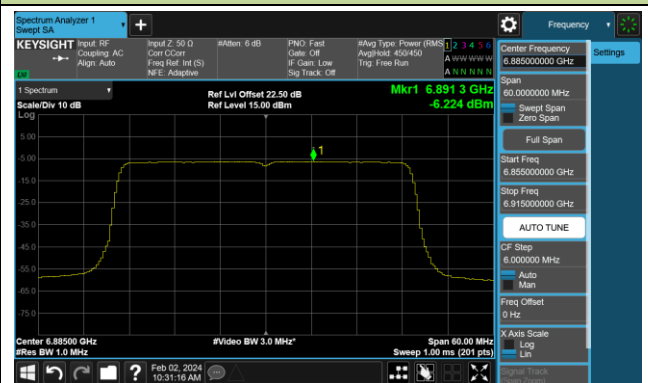 Spectrum Analyzer 1
Swept SA
Frequency
KEYSIGHT
Input: RF
Coupling: AC
Align: Auto
Input Z: 50 Ω
Corr CCorr
Freq Ref: Int (S)
NFE: Adaptive
#Atten: 6 dB
PNO: Fast
Gate: Off
IF Gain: Low
Sig Track: Off
#Avg Type: Power (RMS
Avg|Hold: 450/450
Trig: Free Run
1 2 3 4 5 6
A W W W W W
A N N N N N
1 Spectrum
Scale/Div 10 dB
Log
Ref Lvl Offset 22.50 dB
Ref Level 15.00 dBm
Mkr1 6.891 3 GHz
-6.224 dBm
5.00
-5.00
-15.0
-25.0
-35.0
-45.0
-55.0
-65.0
-75.0
1
Center 6.88500 GHz
#Res BW 1.0 MHz
#Video BW 3.0 MHz*
Span 60.00 MHz
Sweep 1.00 ms (201 pts)
Feb 02, 2024
10:31:16 AM
Center Frequency
6.885000000 GHz
Settings
Span
60.0000000 MHz
Swept Span
Zero Span
Full Span
Start Freq
6.855000000 GHz
Stop Freq
6.915000000 GHz
AUTO TUNE
CF Step
6.000000 MHz
Auto
Man
Freq Offset
0 Hz
X Axis Scale
Log
Lin
Signal Track